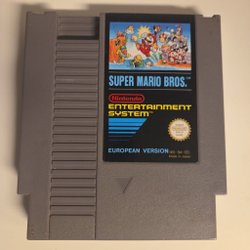 SUPER MARIO BROS.
Nintendo
ENTERTAINMENT
SYSTEM
EUROPEAN VERSION